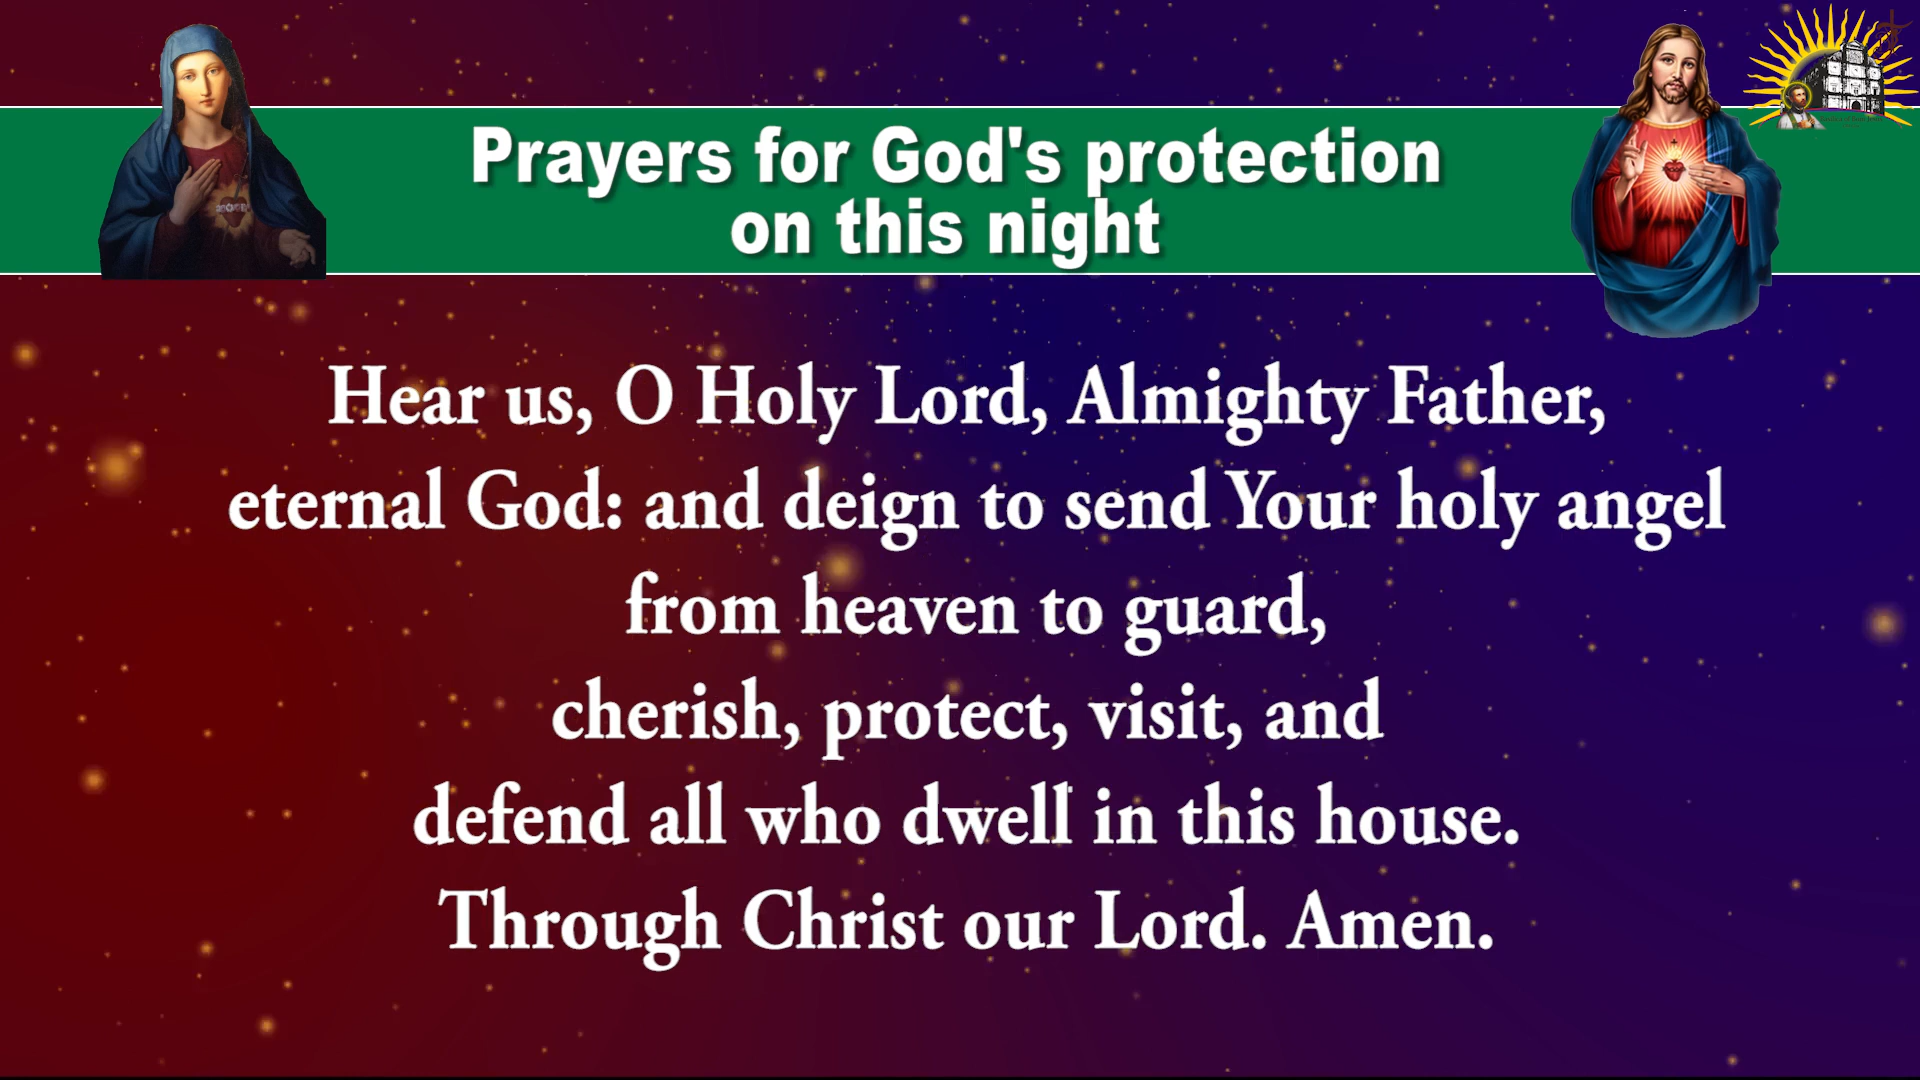 Prayers for God's protection
on this night
Hear us, O Holy Lord, Almighty Father,
eternal God: and deign to send Your holy angel
from heaven to guard,
cherish, protect, visit, and
defend all who dwell in this house.
Through Christ our Lord. Amen.